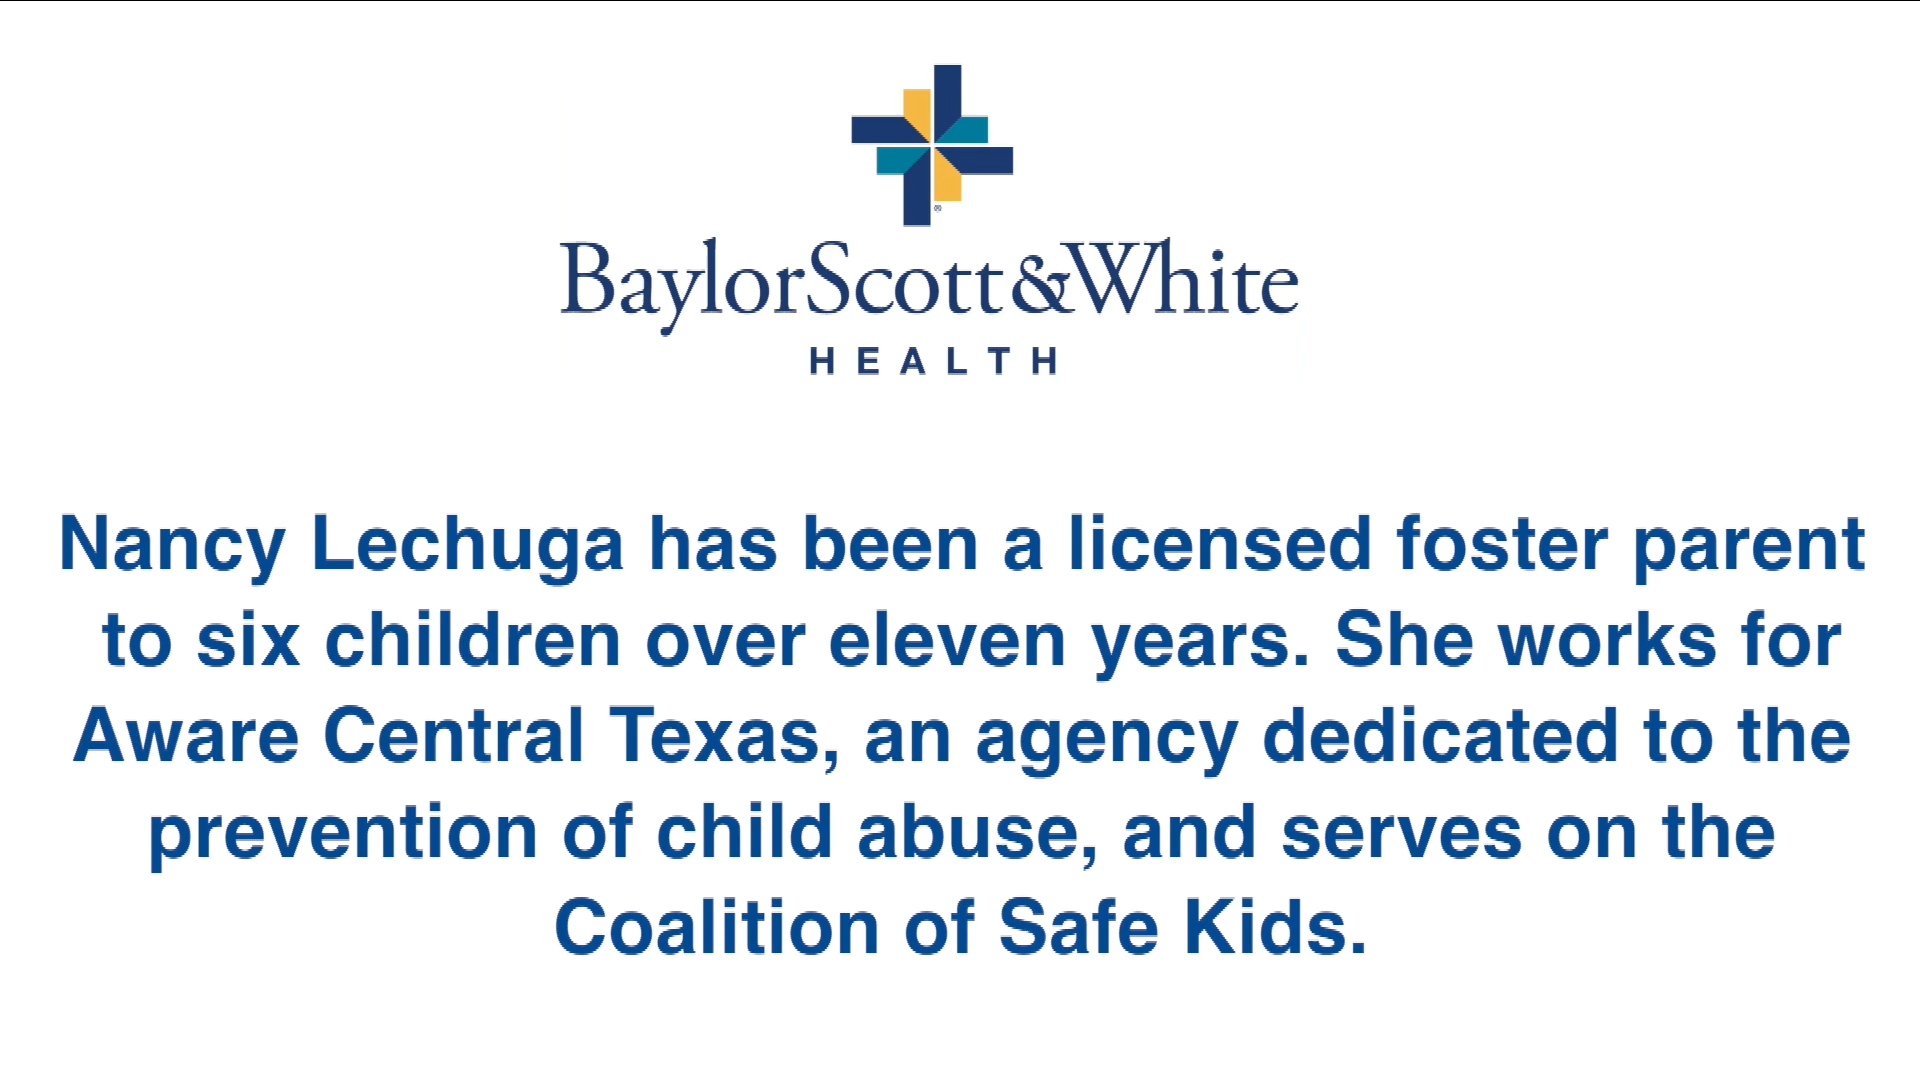 BaylorScott&White
HEALTH
Nancy Lechuga has been a licensed foster parent
to six children over eleven years. She works for
Aware Central Texas, an agency dedicated to the
prevention of child abuse, and serves on the
Coalition of Safe Kids.